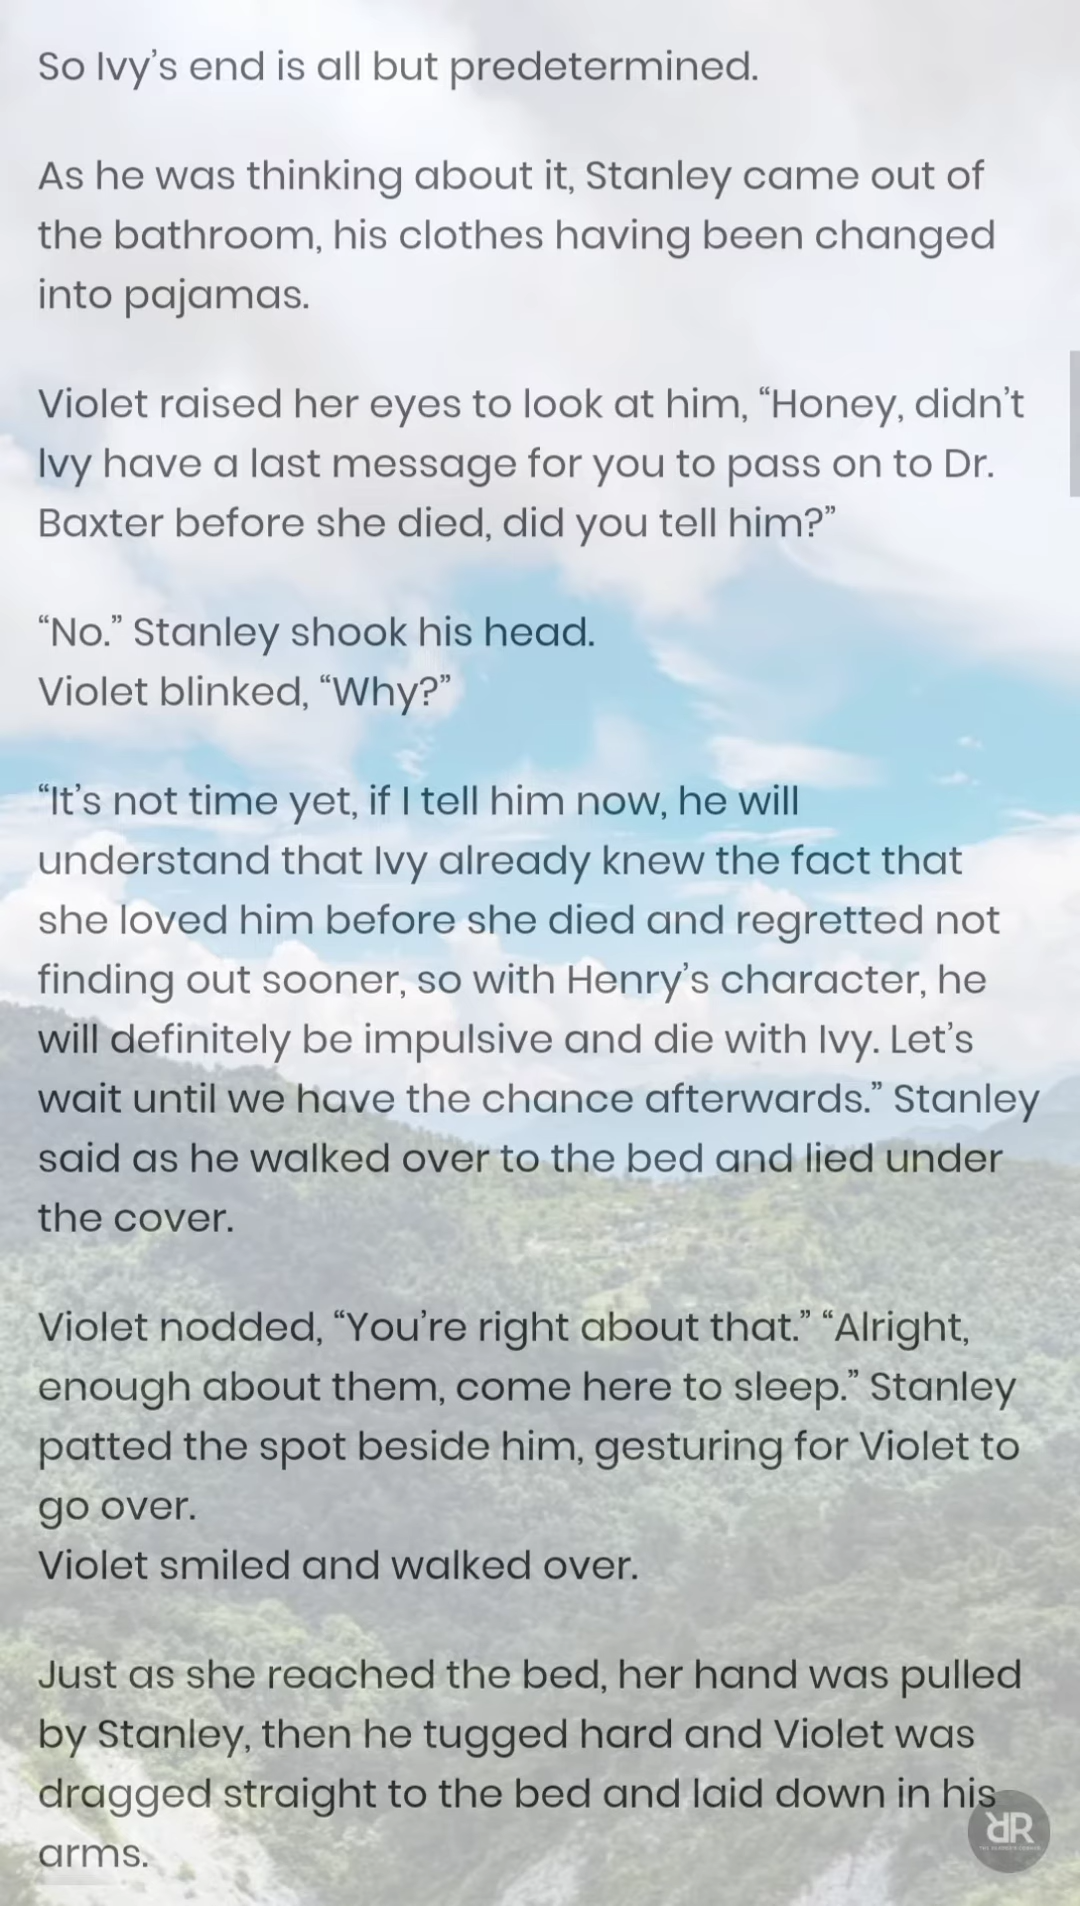 So Ivy’s end is all but predetermined.
As he was thinking about it, Stanley came out of
the bathroom, his clothes having been changed
into pajamas.
Violet raised her eyes to look at him, “Honey, didn’t
Ivy have a last message for you to pass on to Dr.
Baxter before she died, did you tell him?”
“No.” Stanley shook his head.
Violet blinked, “Why?”
“It’s not time yet, if I tell him now, he will
understand that Ivy already knew the fact that
she loved him before she died and regretted not
finding out sooner, so with Henry’s character, he
will definitely be impulsive and die with Ivy. Let’s
wait until we have the chance afterwards.” Stanley
said as he walked over to the bed and lied under
the cover.
Violet nodded, “You’re right about that.” “Alright,
enough about them, come here to sleep.” Stanley
patted the spot beside him, gesturing for Violet to
go over.
Violet smiled and walked over.
Just as she reached the bed, her hand was pulled
by Stanley, then he tugged hard and Violet was
dragged straight to the bed and laid down in his
arms.